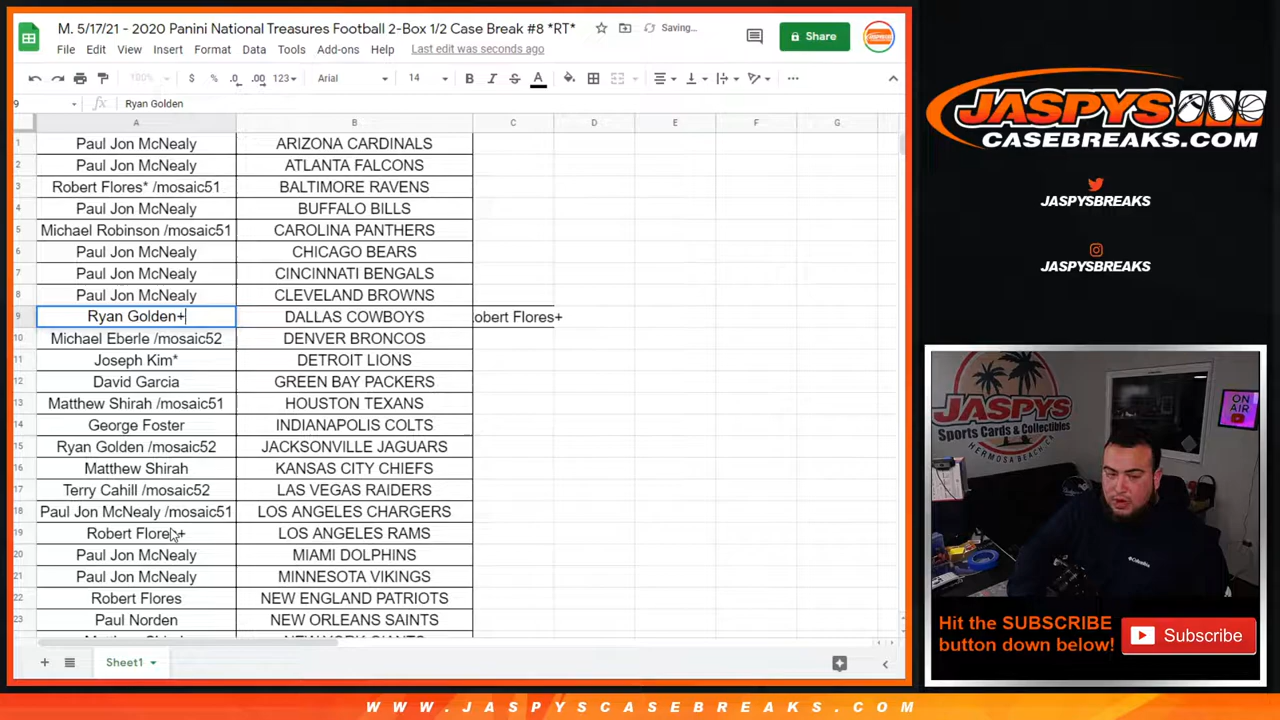 M. 5/17/21 - 2020 Panini National Treasures Football 2-Box 1/2 Case Break #8 *RT*
Saving...
Share
File Edit View Insert Format Data Tools Add-ons Help Last edit was seconds ago
180% $ % .0 .00 123 Arial 14 B I S A
9 fx Ryan Golden
A B C D E F G
1 Paul Jon McNealy ARIZONA CARDINALS
2 Paul Jon McNealy ATLANTA FALCONS
3 Robert Flores* /mosaic51 BALTIMORE RAVENS
4 Paul Jon McNealy BUFFALO BILLS
5 Michael Robinson /mosaic51 CAROLINA PANTHERS
6 Paul Jon McNealy CHICAGO BEARS
7 Paul Jon McNealy CINCINNATI BENGALS
8 Paul Jon McNealy CLEVELAND BROWNS
9 Ryan Golden+ DALLAS COWBOYS obert Flores+
10 Michael Eberle /mosaic52 DENVER BRONCOS
11 Joseph Kim* DETROIT LIONS
12 David Garcia GREEN BAY PACKERS
13 Matthew Shirah /mosaic51 HOUSTON TEXANS
14 George Foster INDIANAPOLIS COLTS
15 Ryan Golden /mosaic52 JACKSONVILLE JAGUARS
16 Matthew Shirah KANSAS CITY CHIEFS
17 Terry Cahill /mosaic52 LAS VEGAS RAIDERS
18 Paul Jon McNealy /mosaic51 LOS ANGELES CHARGERS
19 Robert Flores+ LOS ANGELES RAMS
20 Paul Jon McNealy MIAMI DOLPHINS
21 Paul Jon McNealy MINNESOTA VIKINGS
22 Robert Flores NEW ENGLAND PATRIOTS
23 Paul Norden NEW ORLEANS SAINTS
Sheet1
JASPYS
CASEBREAKS.COM
JASPYSBREAKS
JASPYSBREAKS
JASPYS
Sports Cards & Collectibles
HERMOSA BEACH, CA
ON AIR
Hit the SUBSCRIBE
button down below!
Subscribe
WWW.JASPYSCASEBREAKS.COM